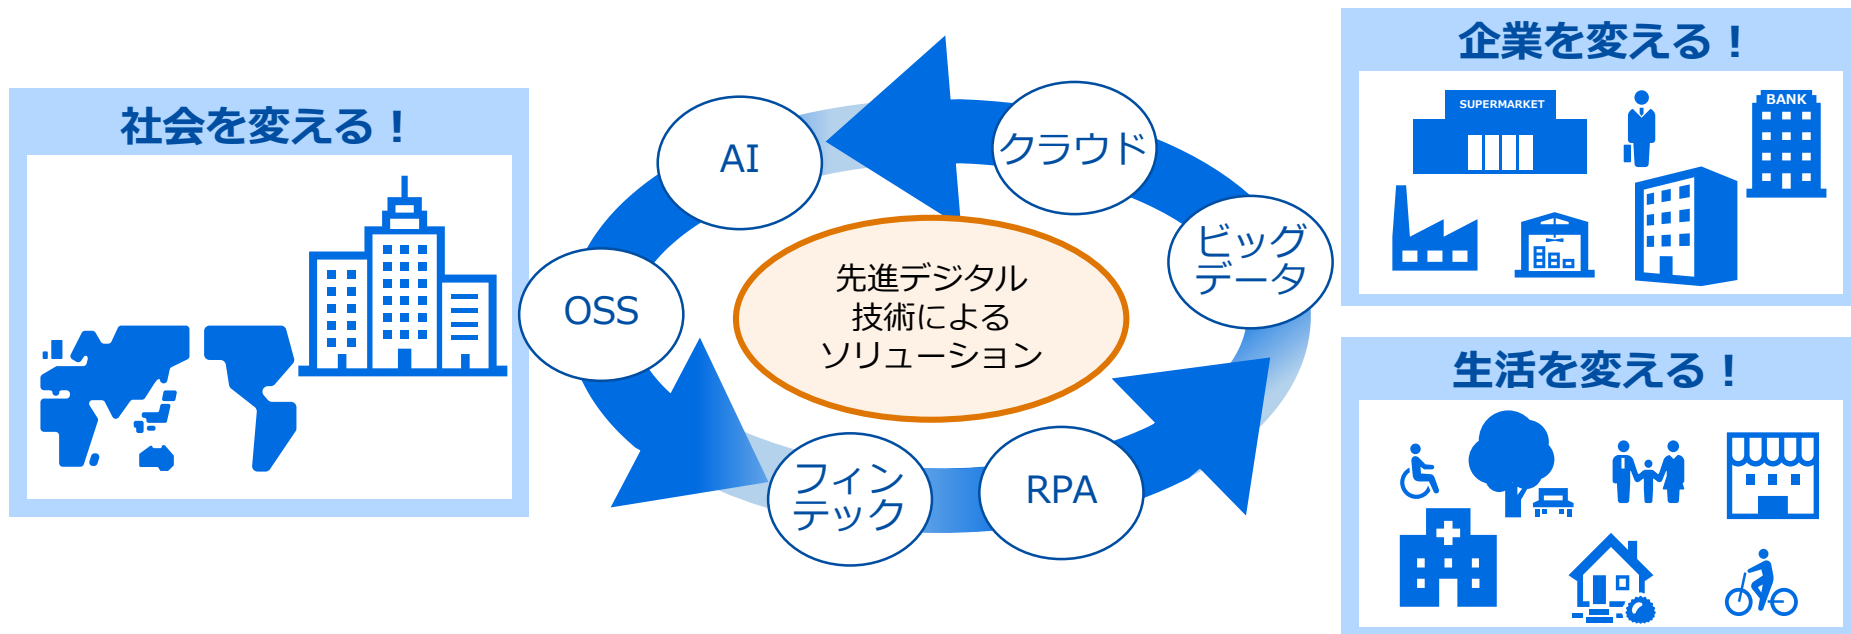 社会を変える！
AI
クラウド
ビッグ
データ
OSS
先進デジタル
技術による
ソリューション
フィン
テック
RPA
企業を変える！
SUPERMARKET
BANK
生活を変える！